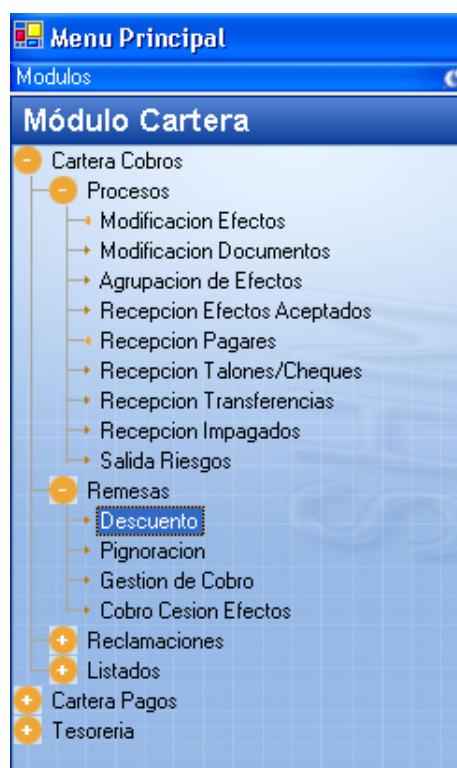 Menu Principal
Modulos
Módulo Cartera
Cartera Cobros
Procesos
Modificacion Efectos
Modificacion Documentos
Agrupacion de Efectos
Recepcion Efectos Aceptados
Recepcion Pagares
Recepcion Talones/Cheques
Recepcion Transferencias
Recepcion Impagados
Salida Riesgos
Remesas
Descuento
Pignoracion
Gestion de Cobro
Cobro Cesion Efectos
Reclamaciones
Listados
Cartera Pagos
Tesoreria